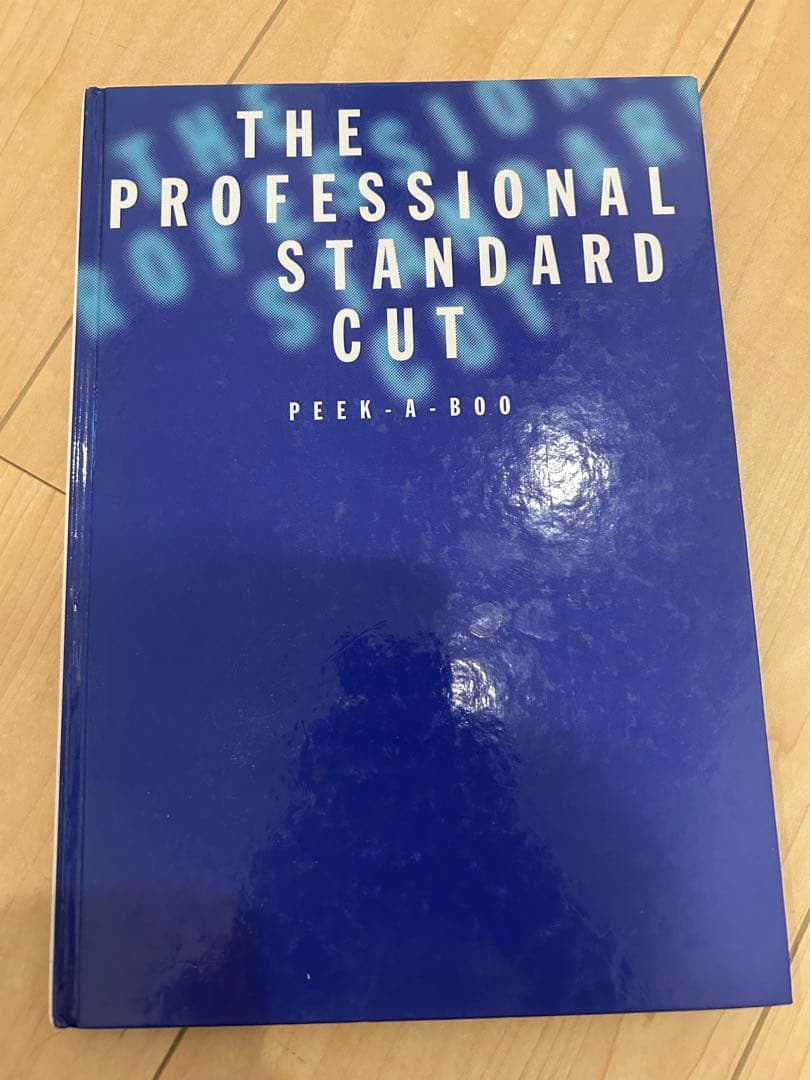 THE
PROFESSIONAL
STANDARD
CUT
PEEK-A-BOO